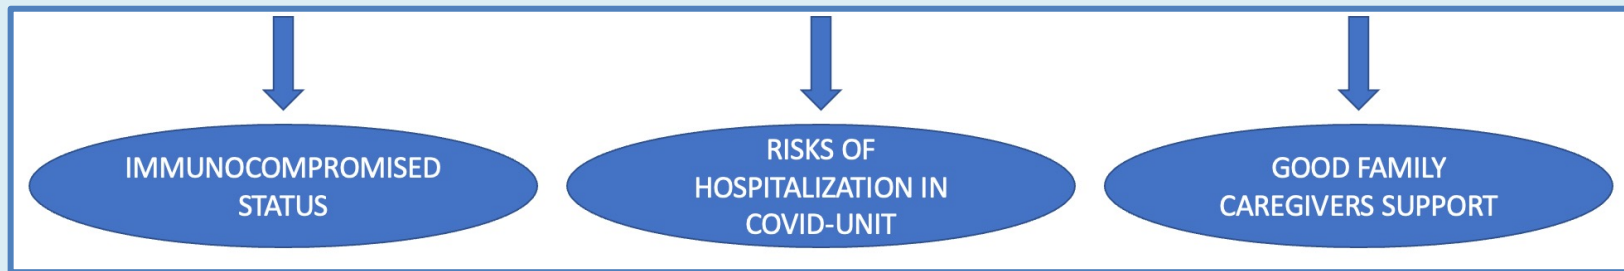 IMMUNOCOMPROMISED
STATUS
RISKS OF
HOSPITALIZATION IN
COVID-UNIT
GOOD FAMILY
CAREGIVERS SUPPORT